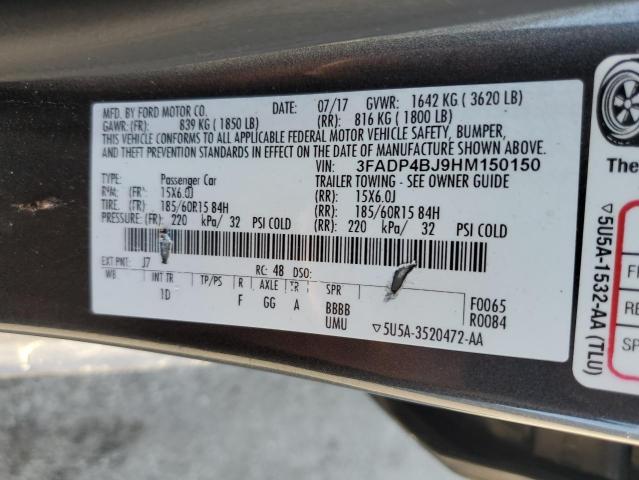 MFD. BY FORD MOTOR CO. DATE: 07/17 GVWR: 1642 KG ( 3620 LB)
GAWR: (FR): 839 KG ( 1850 LB) (RR): 816 KG ( 1800 LB)
THIS VEHICLE CONFORMS TO ALL APPLICABLE FEDERAL MOTOR VEHICLE SAFETY, BUMPER,
AND THEFT PREVENTION STANDARDS IN EFFECT ON THE DATE OF MANUFACTURE SHOWN ABOVE.
VIN: 3FADP4BJ9HM150150
TYPE: Passenger Car TRAILER TOWING - SEE OWNER GUIDE
RIM: (FR): 15X6.0J (RR): 15X6.0J
TIRE: (FR): 185/60R15 84H (RR): 185/60R15 84H
PRESSURE: (FR) 220 kPa/ 32 PSI COLD (RR): 220 kPa/ 32 PSI COLD
EXT PNT: J7 RC: 48 DSO:
WB INT TR TP/PS R AXLE TR SPR
1D F GG A BBBB F0065
UMU R0084
▽5U5A-3520472-AA
The
▽5U5A-1532-AA (TLU)